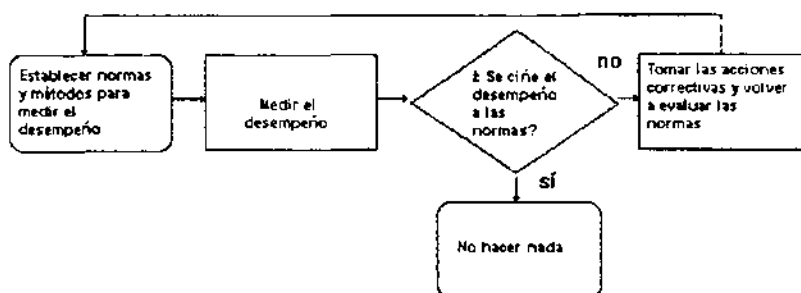 Establecer normas
y métodos para
medir el
desempeño
Medir el
desempeño
¿ Se ciñe el
desempeño
a las
normas?
no
Tomar las acciones
correctivas y volver
a evaluar las
normas
sí
No hacer nada